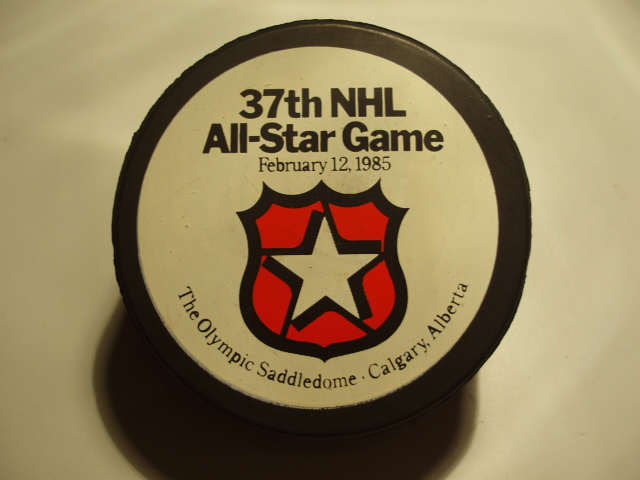 37th NHL
All-Star Game
February 12, 1985
The Olympic Saddledome · Calgary, Alberta